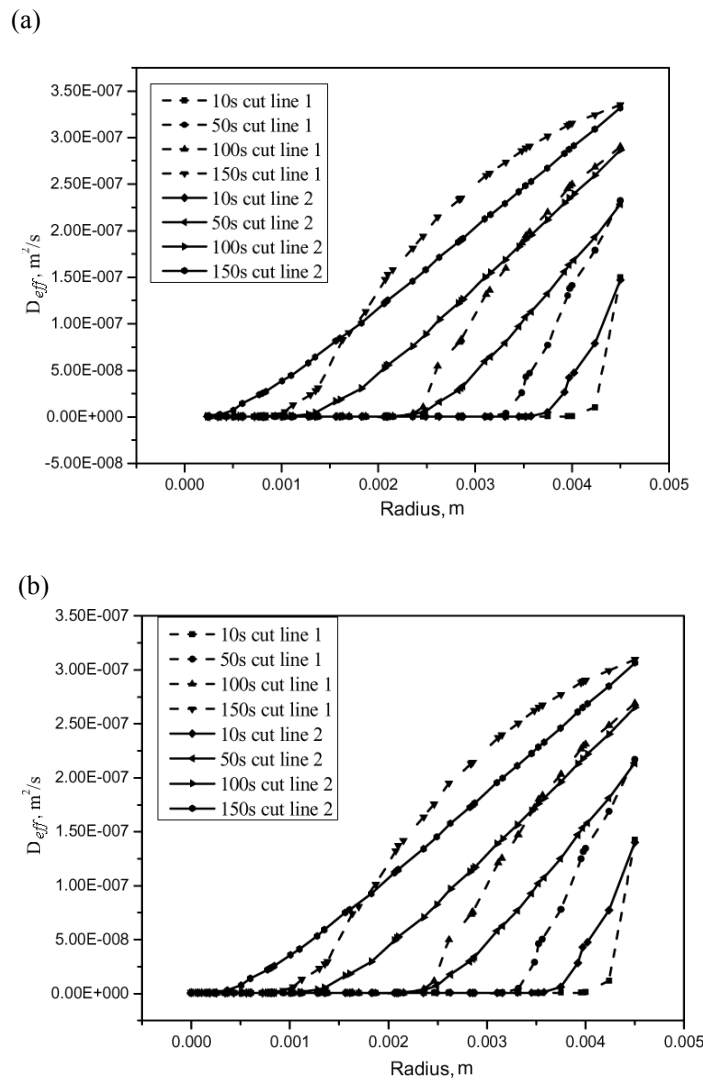 (a)
3.50E-007
3.00E-007
2.50E-007
2.00E-007
1.50E-007
1.00E-007
5.00E-008
0.00E+000
-5.00E-008
D_eff, m²/s
10s cut line 1
50s cut line 1
100s cut line 1
150s cut line 1
10s cut line 2
50s cut line 2
100s cut line 2
150s cut line 2
0.000 0.001 0.002 0.003 0.004 0.005
Radius, m
(b)
3.50E-007
3.00E-007
2.50E-007
2.00E-007
1.50E-007
1.00E-007
5.00E-008
0.00E+000
D_eff, m²/s
10s cut line 1
50s cut line 1
100s cut line 1
150s cut line 1
10s cut line 2
50s cut line 2
100s cut line 2
150s cut line 2
0.000 0.001 0.002 0.003 0.004 0.005
Radius, m